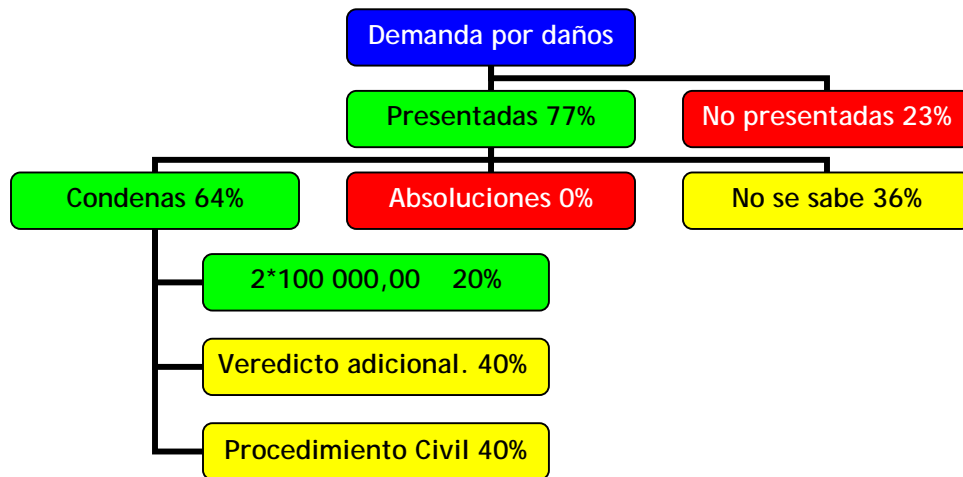 Demanda por daños
Presentadas 77%
No presentadas 23%
Condenas 64%
Absoluciones 0%
No se sabe 36%
2*100 000,00 20%
Veredicto adicional. 40%
Procedimiento Civil 40%